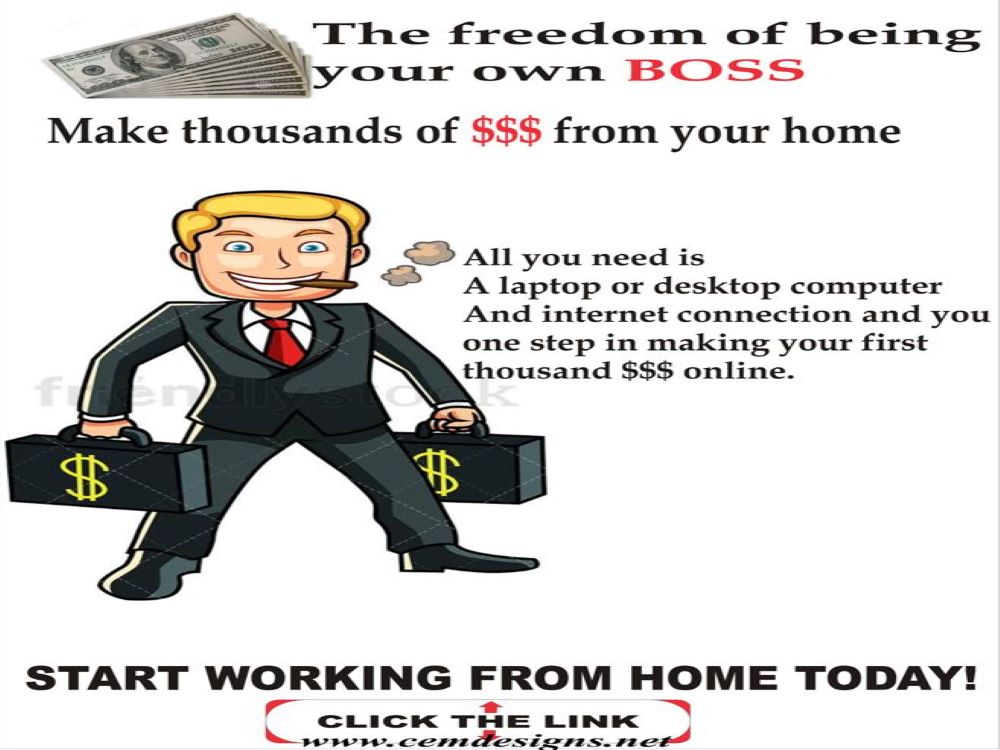 The freedom of being
your own BOSS
Make thousands of $$$ from your home
All you need is
A laptop or desktop computer
And internet connection and you
one step in making your first
thousand $$$ online.
START WORKING FROM HOME TODAY!
CLICK THE LINK
www.cemdesigns.net